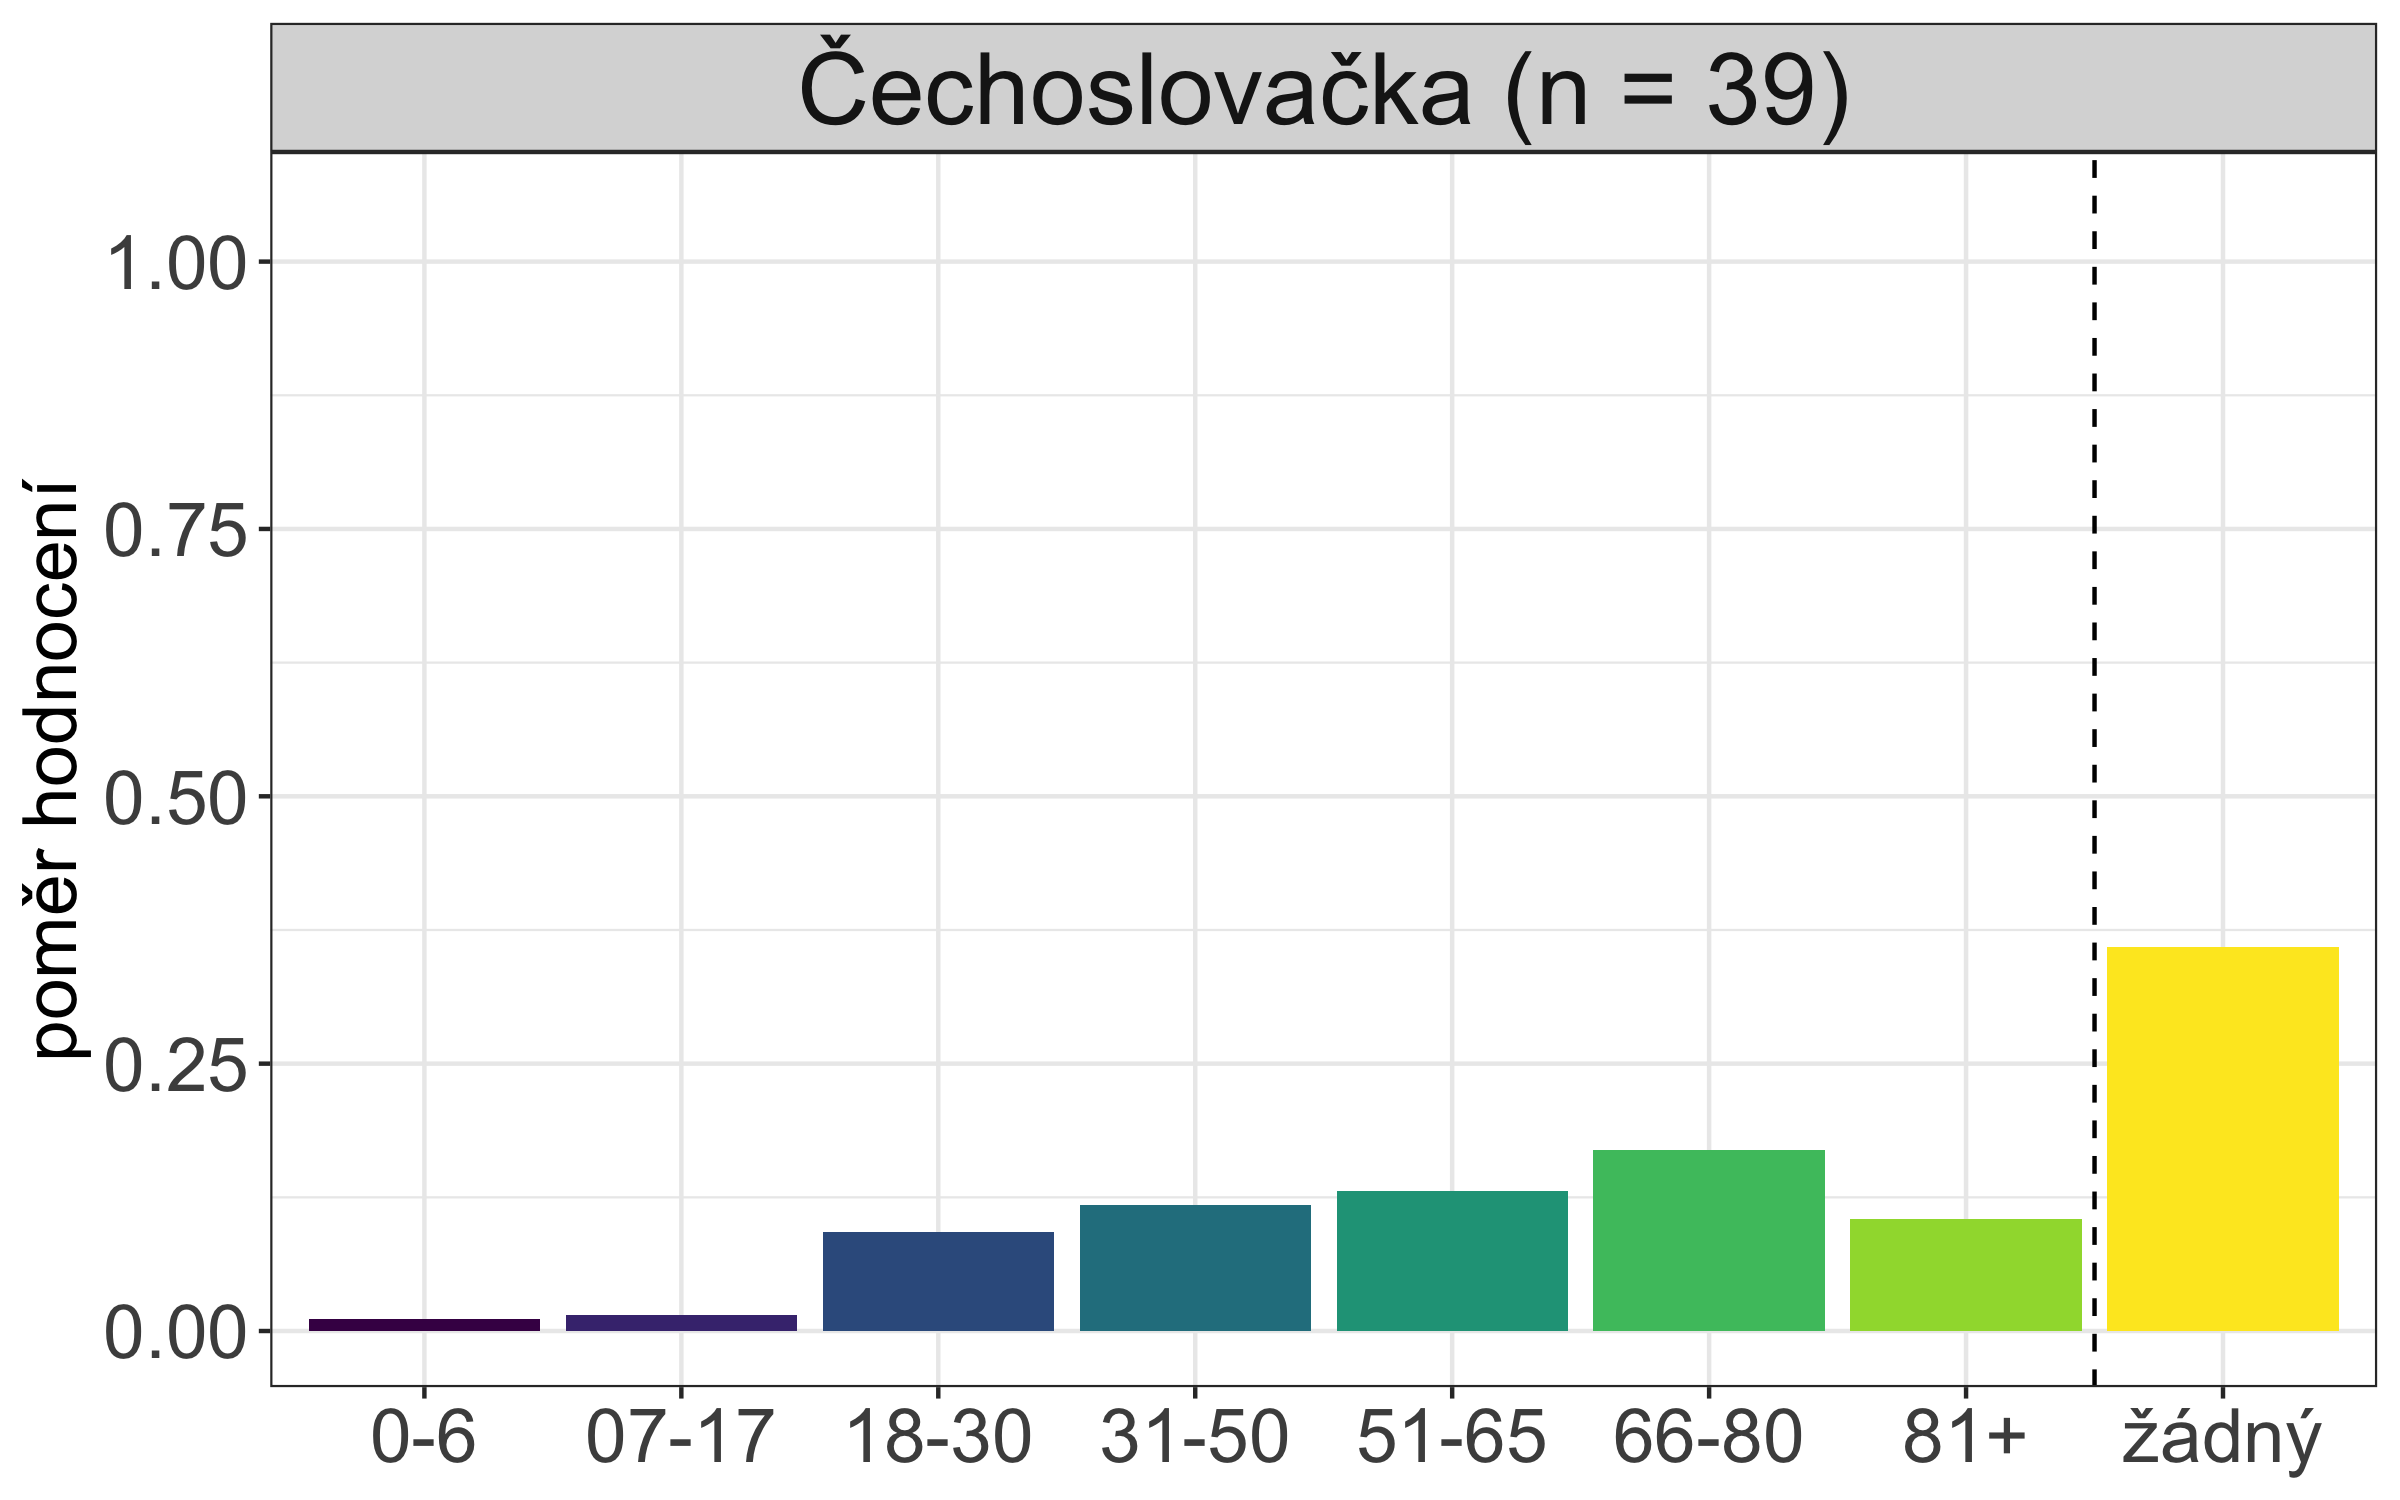 Čechoslovačka (n = 39)
poměr hodnocení
1.00
0.75
0.50
0.25
0.00
0-6 07-17 18-30 31-50 51-65 66-80 81+ žádný